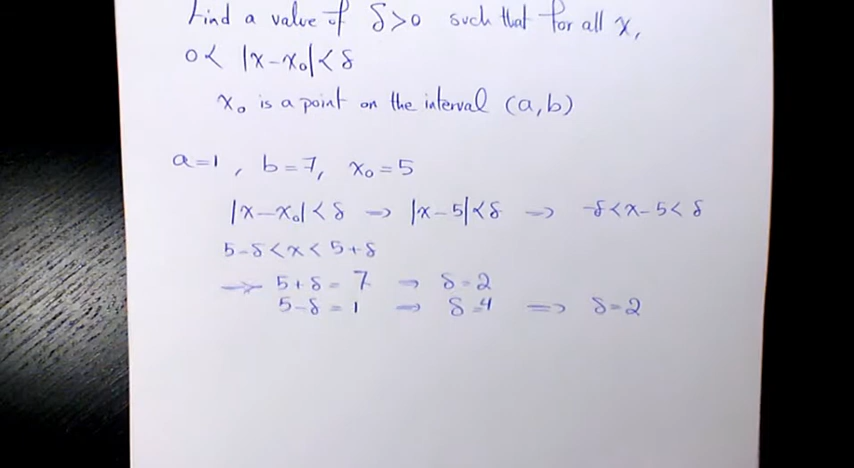 Find a value of δ>0 such that for all x,
0< |x-x₀|<δ
x₀ is a point on the interval (a,b)
a=1, b=7, x₀=5
|x-x₀|<δ => |x-5|<δ => -δ<x-5<δ
5-δ<x<5+δ
=> 5+δ=7 => δ=2
5-δ=1 => δ=4 => δ=2